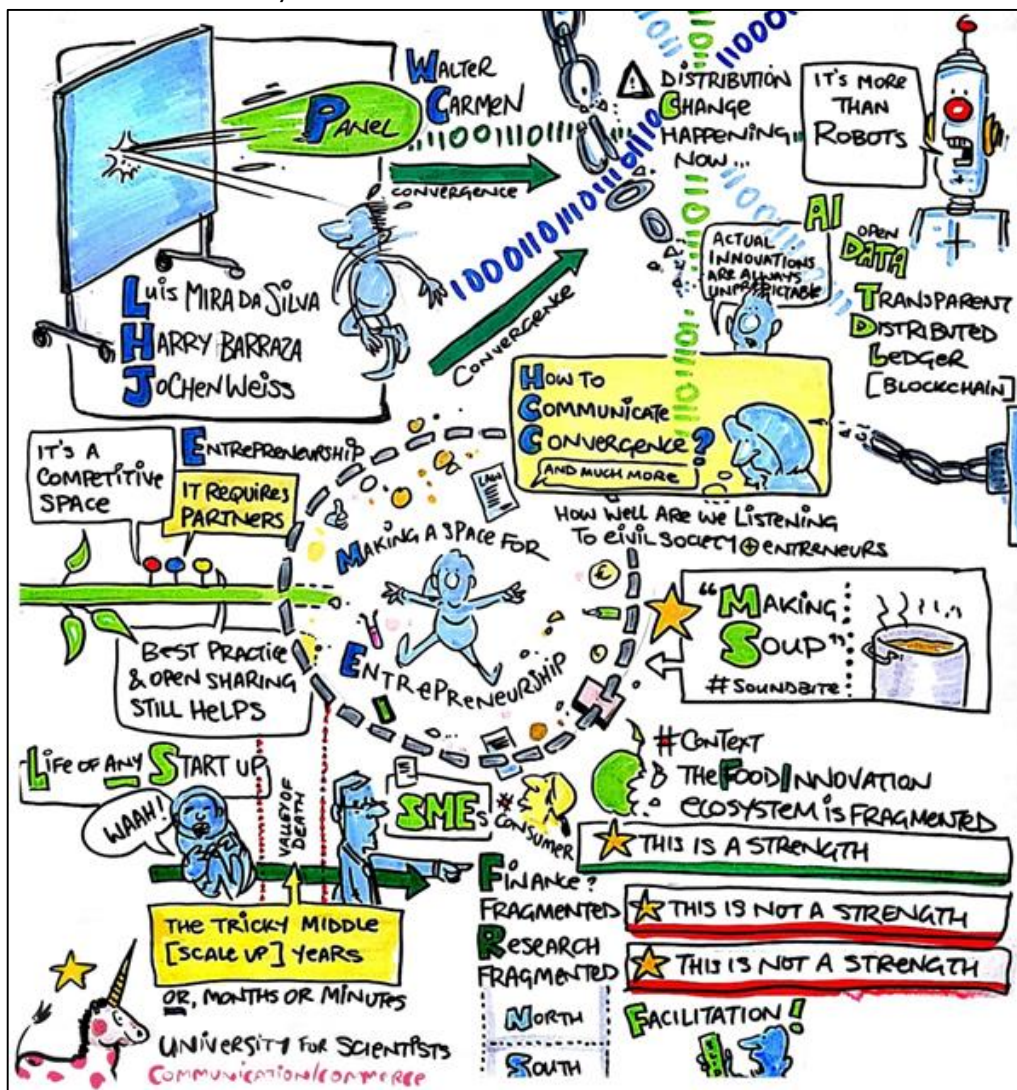 PANEL
WALTER
CARMEN
CONVERGENCE
LUIS MIRA DA SILVA
HARRY BARRAZA
JOCHEN WEISS
1000110110111010
CONVERGENCE
DISTRIBUTION
CHANGE
HAPPENING
NOW...
IT'S MORE
THAN
ROBOTS
AI
OPEN
DATA
TRANSPARENT
DISTRIBUTED
LEDGER
[BLOCKCHAIN]
ACTUAL
INNOVATIONS
ARE ALWAYS
UNPREDICTABLE
HOW TO
COMMUNICATE
CONVERGENCE?
AND MUCH MORE
HOW WELL ARE WE LISTENING
TO CIVIL SOCIETY + ENTRENEURS
ENTREPRENEURSHIP
IT'S A
COMPETITIVE
SPACE
IT REQUIRES
PARTNERS
BEST PRACTICE
& OPEN SHARING
STILL HELPS
LAW
MAKING A SPACE FOR
ENTREPRENEURSHIP
€
€
"MAKING
SOUP"
#SOUNDBITE
LIFE OF ANY START UP
WAAH!
VALLEY OF
DEATH
THE TRICKY MIDDLE
[SCALE UP] YEARS
OR, MONTHS OR MINUTES
UNIVERSITY FOR SCIENTISTS
COMMUNICATION/COMMERCE
SMEs
#CONSUMER
#CONTEXT
THE FOOD INNOVATION
ECOSYSTEM IS FRAGMENTED
THIS IS A STRENGTH
FINANCE?
FRAGMENTED
THIS IS NOT A STRENGTH
RESEARCH
FRAGMENTED
THIS IS NOT A STRENGTH
NORTH
SOUTH
FACILITATION!